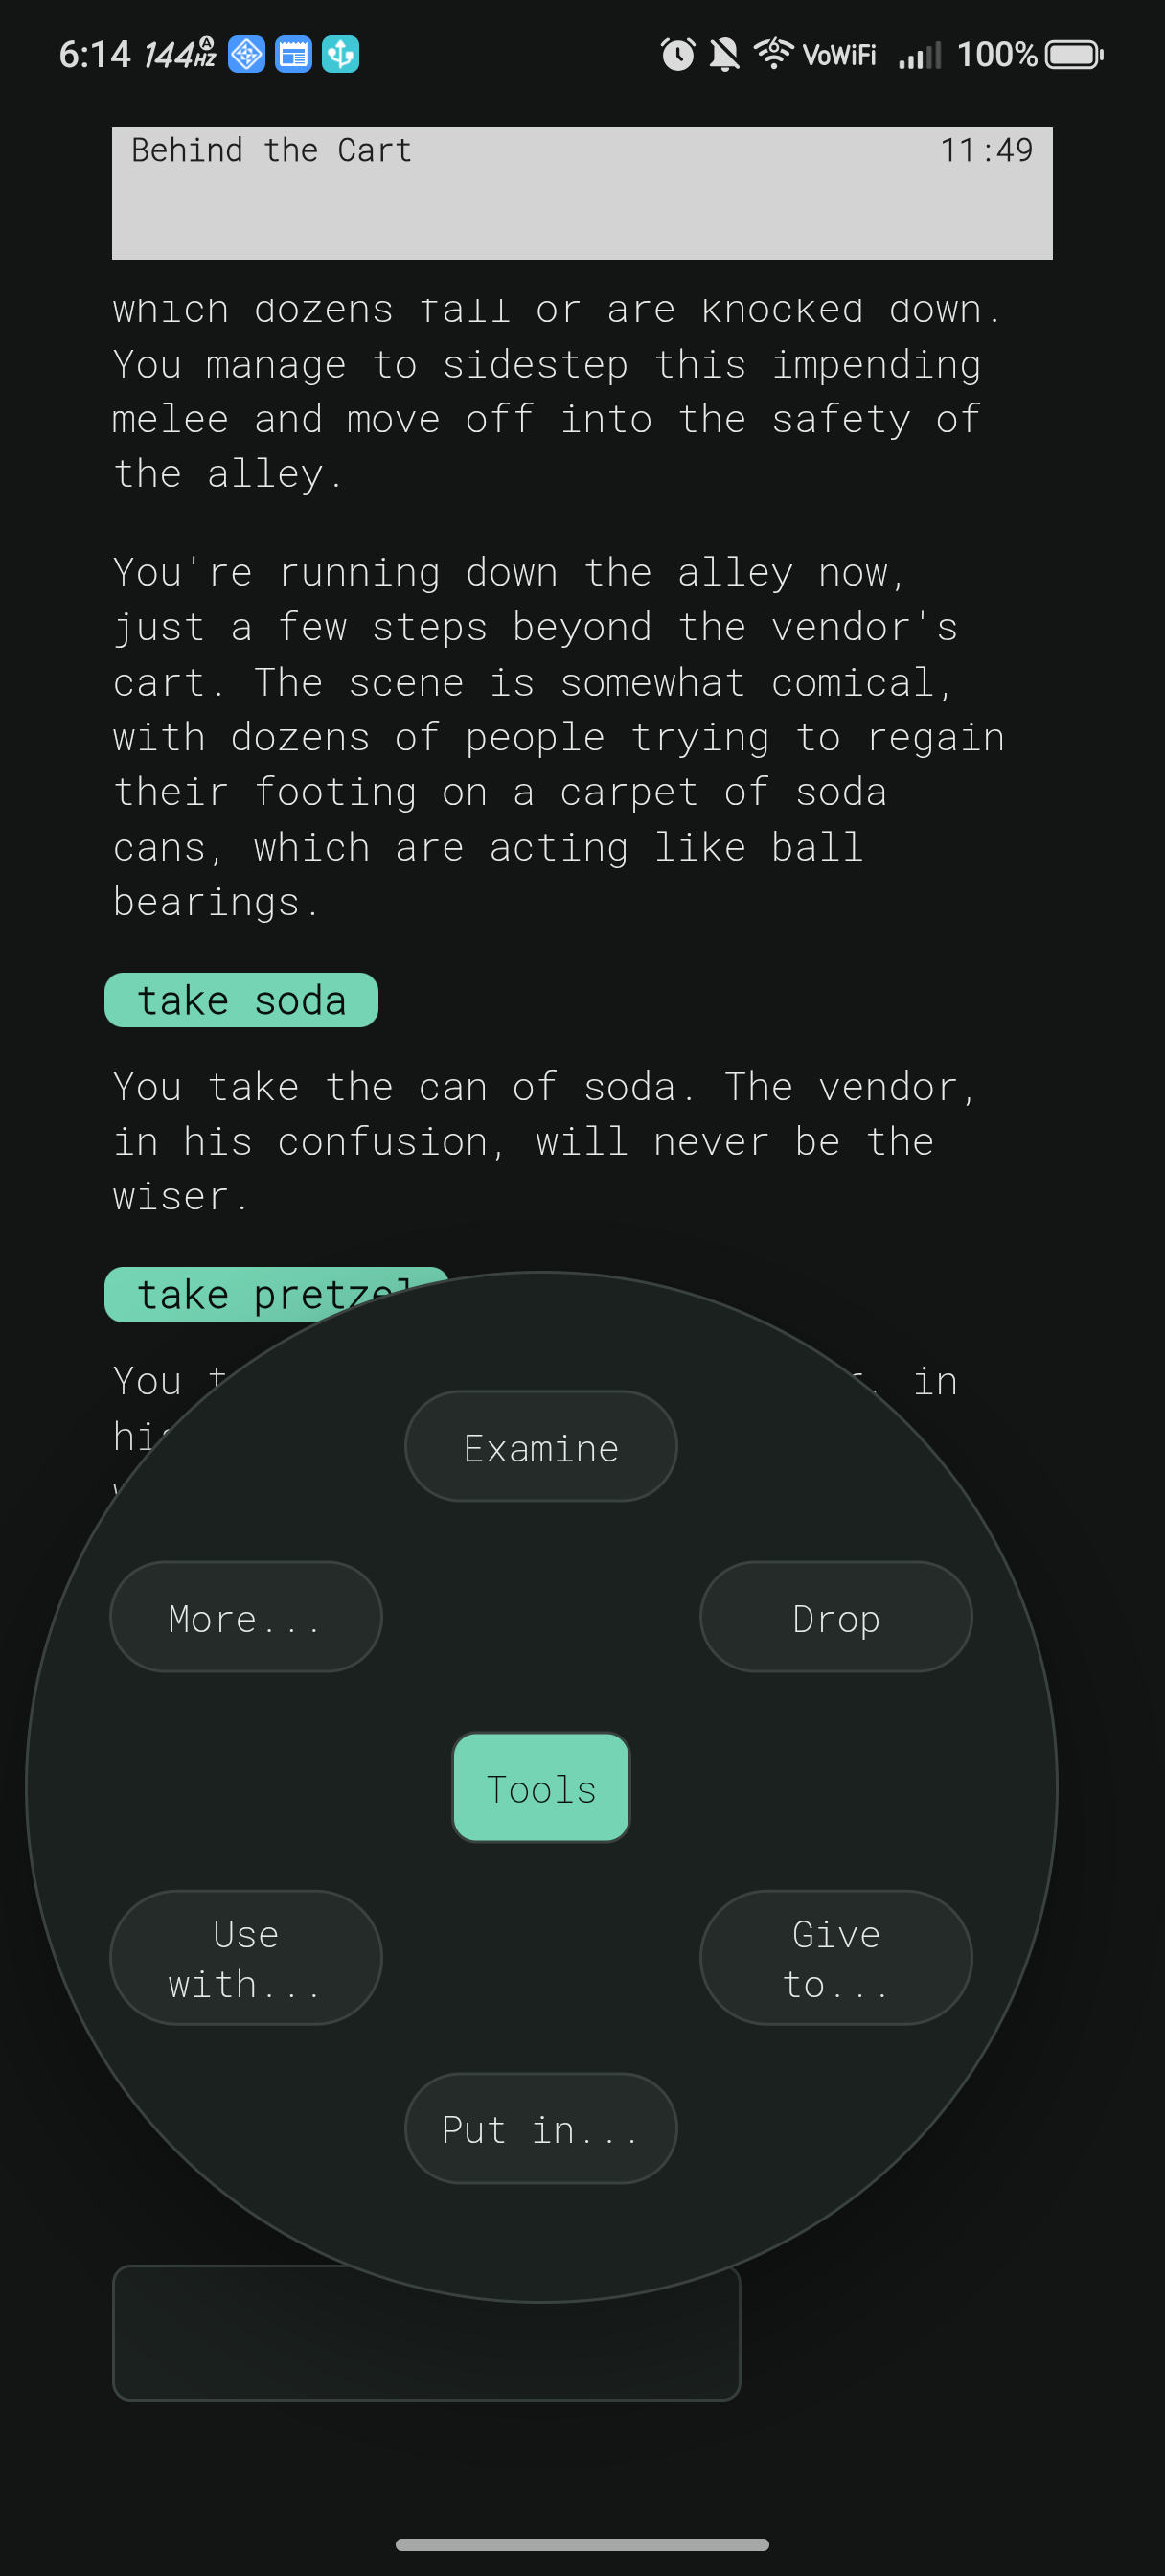 6:14 144HZ A VoWiFi 6 100%
Behind the Cart 11:49
which dozens fall or are knocked down.
You manage to sidestep this impending
melee and move off into the safety of
the alley.
You're running down the alley now,
just a few steps beyond the vendor's
cart. The scene is somewhat comical,
with dozens of people trying to regain
their footing on a carpet of soda
cans, which are acting like ball
bearings.
take soda
You take the can of soda. The vendor,
in his confusion, will never be the
wiser.
take pretzel
You in
Examine
More... Drop
Tools
Use
with...
Give
to...
Put in...